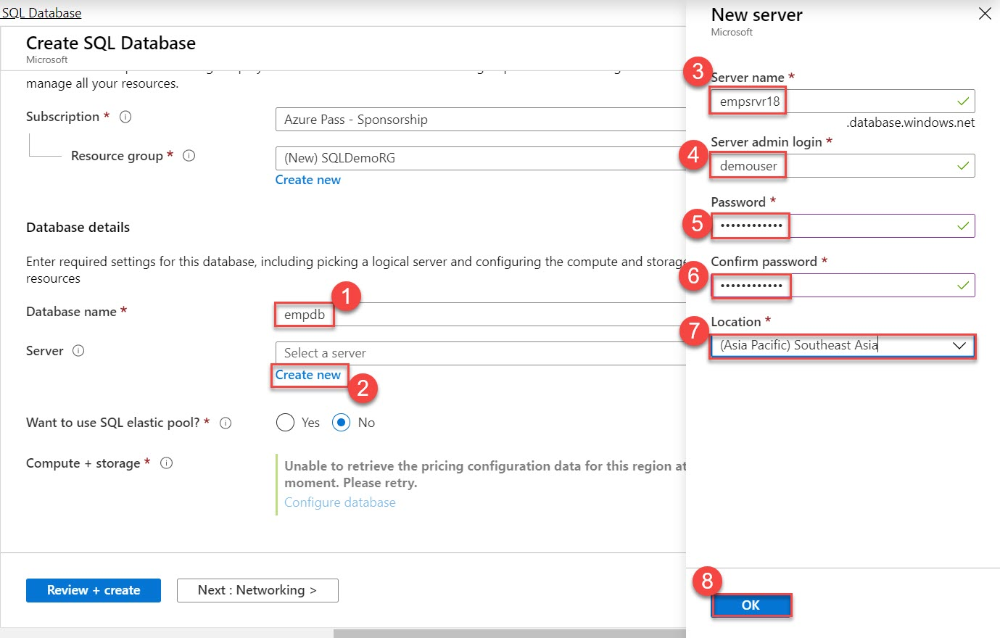 SQL Database
Create SQL Database
Microsoft
manage all your resources.
Subscription *
Azure Pass - Sponsorship
Resource group *
(New) SQLDemoRG
Create new
Database details
Enter required settings for this database, including picking a logical server and configuring the compute and storage
resources
Database name *
empdb
1
Server
Select a server
Create new
2
Want to use SQL elastic pool? *
Yes
No
Compute + storage *
Unable to retrieve the pricing configuration data for this region at
moment. Please retry.
Configure database
Review + create
Next : Networking >
New server
Microsoft
3
Server name *
empsrvr18
.database.windows.net
Server admin login *
4
demouser
Password *
5
••••••••••••
Confirm password *
6
••••••••••••
Location *
7
(Asia Pacific) Southeast Asia
8
OK